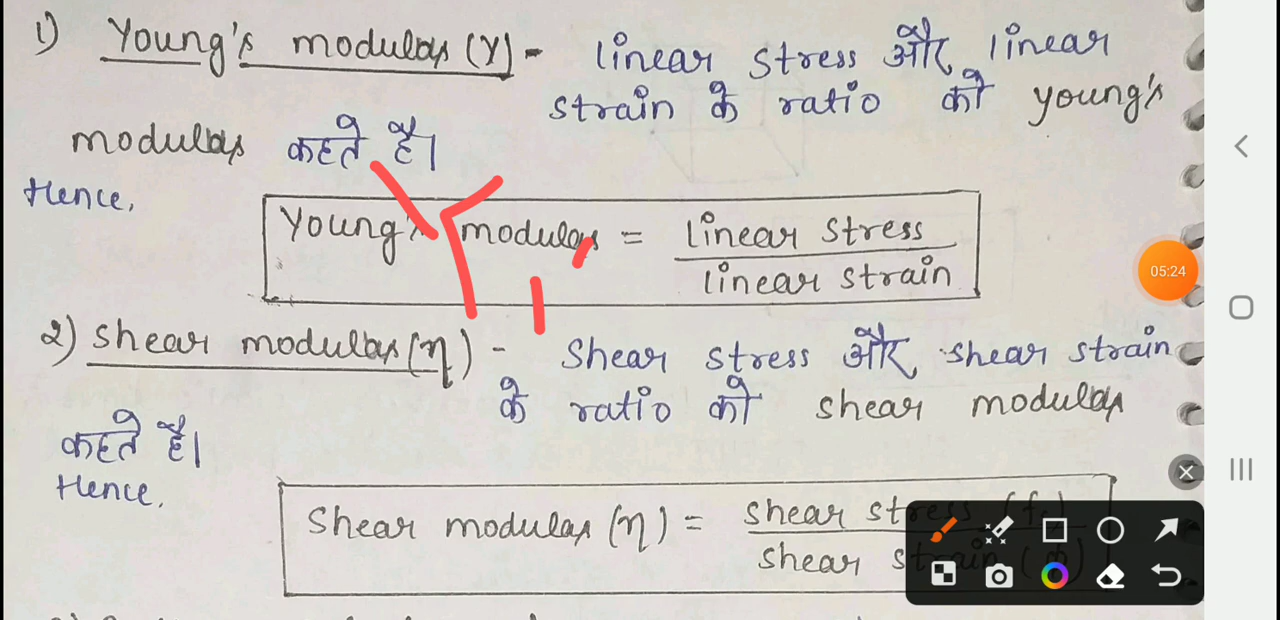 1) Young's modulas (Y) - linear stress और linear
strain के ratio को young's
modulas कहते है।
Hence,
Young's modulas = linear stress
linear strain
2) Shear modulas (η) - Shear stress और shear strain
के ratio को shear modulas
कहते है।
Hence,
Shear modulas (η) = shear stress
shear strain
05:24